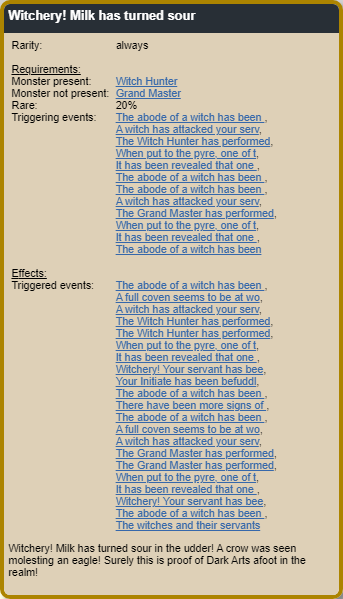 Witchery! Milk has turned sour
Rarity: always
Requirements:
Monster present: Witch Hunter
Monster not present: Grand Master
Rare: 20%
Triggering events: The abode of a witch has been ,
A witch has attacked your serv,
The Witch Hunter has performed,
When put to the pyre, one of t,
It has been revealed that one ,
The abode of a witch has been ,
The abode of a witch has been ,
A witch has attacked your serv,
The Grand Master has performed,
When put to the pyre, one of t,
It has been revealed that one ,
The abode of a witch has been
Effects:
Triggered events: The abode of a witch has been ,
A full coven seems to be at wo,
A witch has attacked your serv,
The Witch Hunter has performed,
The Witch Hunter has performed,
When put to the pyre, one of t,
It has been revealed that one ,
Witchery! Your servant has bee,
Your Initiate has been befuddl,
The abode of a witch has been ,
There have been more signs of ,
The abode of a witch has been ,
A full coven seems to be at wo,
A witch has attacked your serv,
The Grand Master has performed,
The Grand Master has performed,
When put to the pyre, one of t,
It has been revealed that one ,
Witchery! Your servant has bee,
The abode of a witch has been ,
The witches and their servants
Witchery! Milk has turned sour in the udder! A crow was seen
molesting an eagle! Surely this is proof of Dark Arts afoot in the
realm!